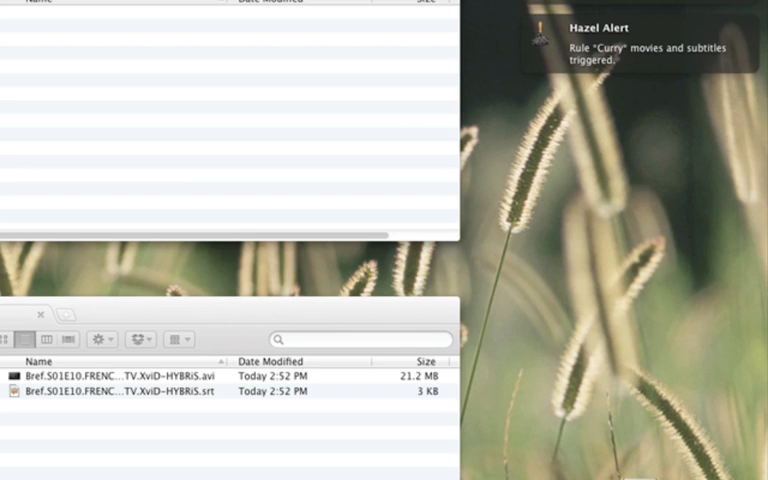 Name Date Modified Size
Hazel Alert
Rule "Curry" movies and subtitles
triggered.
Name Date Modified Size
Bref.S01E10.FRENC...TV.XviD-HYBRiS.avi Today 2:52 PM 21.2 MB
Bref.S01E10.FRENC...TV.XviD-HYBRiS.srt Today 2:52 PM 3 KB